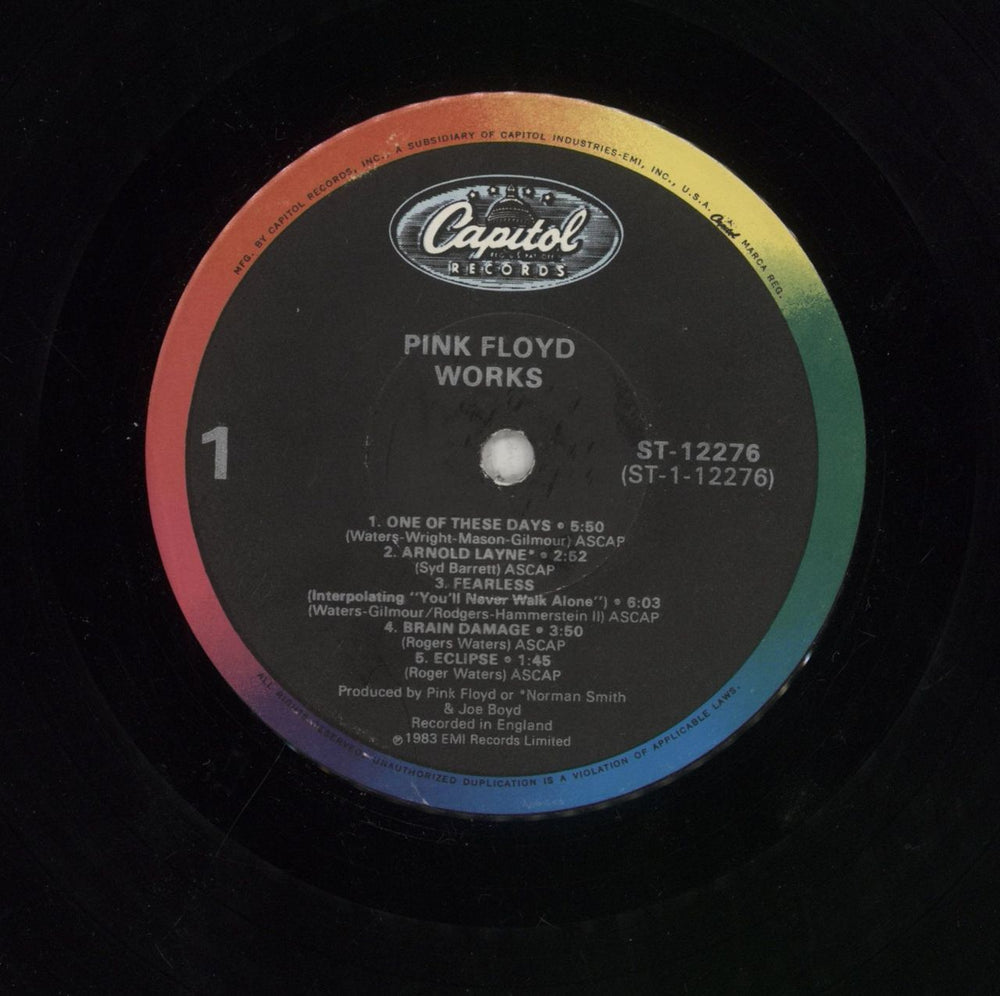 MFG. BY CAPITOL RECORDS, INC., A SUBSIDIARY OF CAPITOL INDUSTRIES-EMI, INC., U.S.A. Capitol MARCA REG.
Capitol
RECORDS
PINK FLOYD
WORKS
1
ST-12276
(ST-1-12276)
1. ONE OF THESE DAYS • 5:50
(Waters-Wright-Mason-Gilmour) ASCAP
2. ARNOLD LAYNE* • 2:52
(Syd Barrett) ASCAP
3. FEARLESS
(Interpolating "You'll Never Walk Alone") • 6:03
(Waters-Gilmour/Rodgers-Hammerstein II) ASCAP
4. BRAIN DAMAGE • 3:50
(Rogers Waters) ASCAP
5. ECLIPSE • 1:45
(Roger Waters) ASCAP
Produced by Pink Floyd or *Norman Smith
& Joe Boyd
Recorded in England
℗ 1983 EMI Records Limited
ALL RIGHTS RESERVED. UNAUTHORIZED DUPLICATION IS A VIOLATION OF APPLICABLE LAWS.